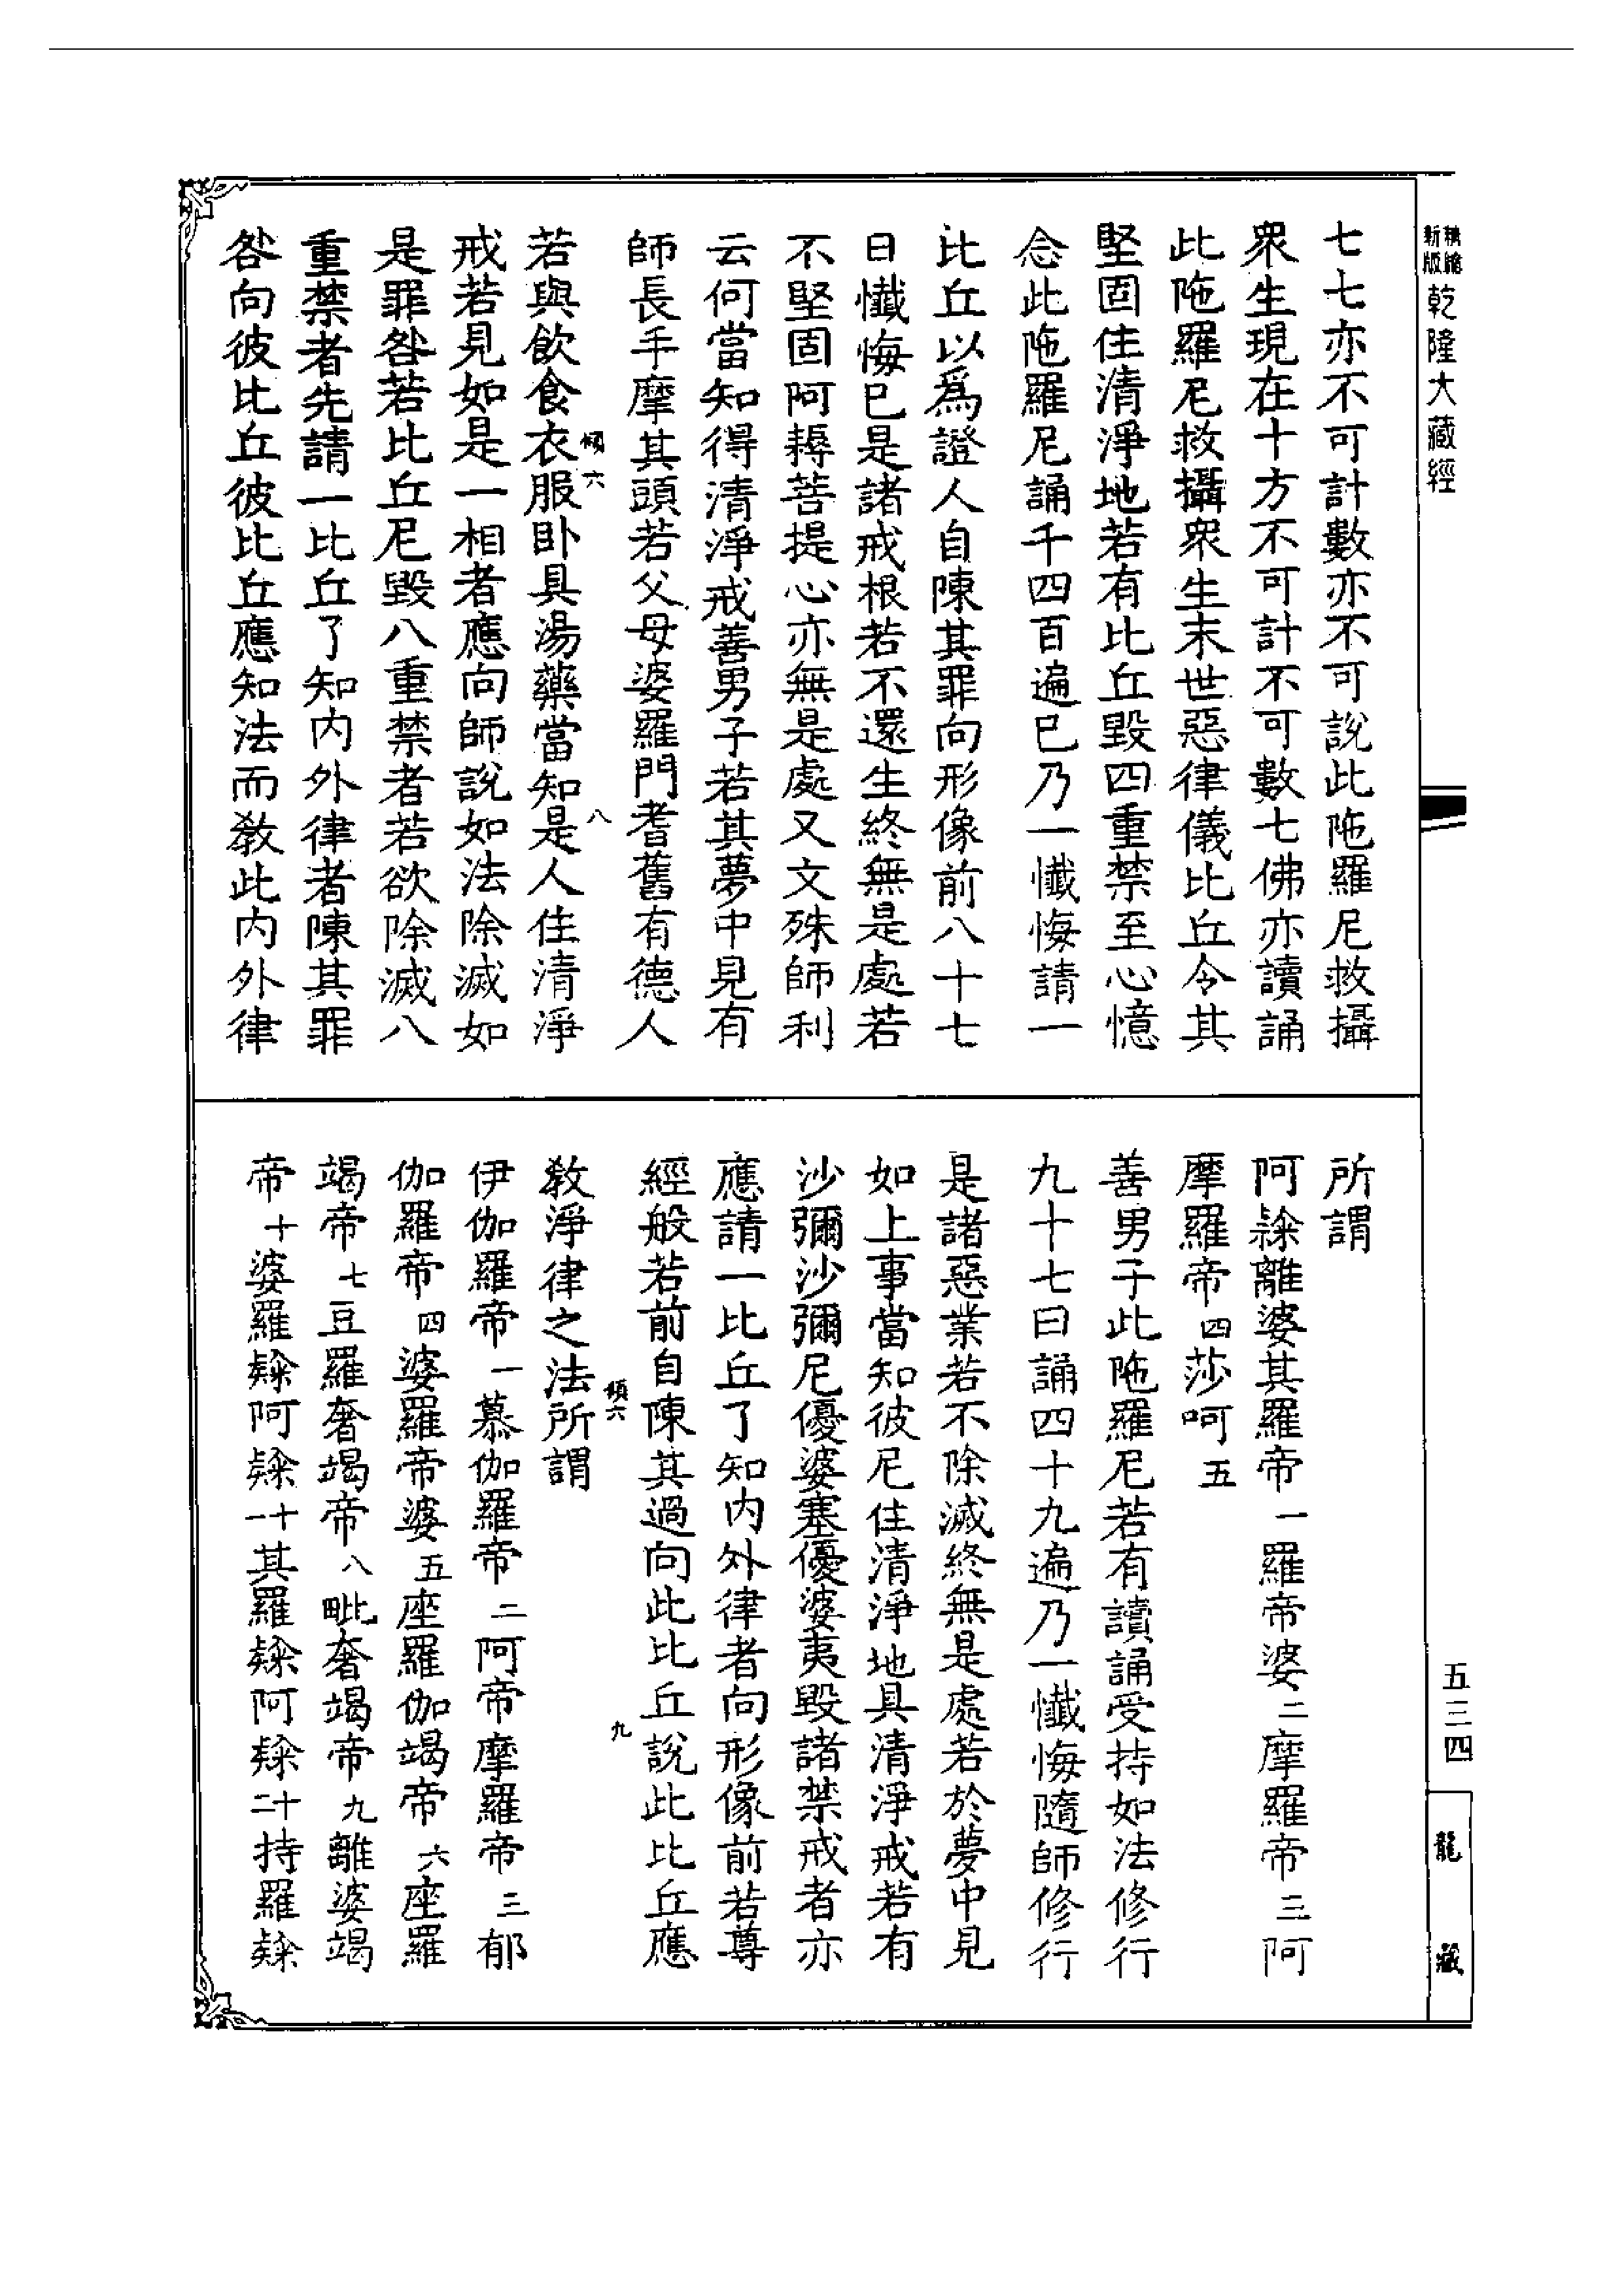 精縮
新版
乾隆大藏經
七七亦不可計數亦不可說此陁羅尼救攝
衆生現在十方不可計不可數七佛亦讀誦
此陁羅尼救攝衆生末世惡律儀比丘令其
堅固住清淨地若有比丘毀四重禁至心憶
念此陁羅尼誦千四百遍已乃一懺悔請一
比丘以爲證人自陳其罪向形像前八十七
日懺悔已是諸戒根若不還生終無是處若
不堅固阿耨菩提心亦無是處又文殊師利
云何當知得清淨戒善男子若其夢中見有
師長手摩其頭若父母婆羅門耆舊有德人
傾六
八
若與飲食衣服卧具湯藥當知是人住清淨
戒若見如是一相者應向師說如法除滅如
是罪咎若比丘尼毀八重禁者若欲除滅八
重禁者先請一比丘了知内外律者陳其罪
咎向彼比丘彼比丘應知法而教此内外律
所謂
阿𨽻離婆其羅帝一羅帝婆二摩羅帝三阿
摩羅帝四莎呵五
善男子此陁羅尼若有讀誦受持如法修行
九十七日誦四十九遍乃一懺悔隨師修行
是諸惡業若不除滅終無是處若於夢中見
如上事當知彼尼住清淨地具清淨戒若有
沙彌沙彌尼優婆塞優婆夷毀諸禁戒者亦
應請一比丘了知内外律者向形像前若尊
經般若前自陳其過向此比丘說此比丘應
傾六
九
教淨律之法所謂
伊伽羅帝一慕伽羅帝二阿帝摩羅帝三郁
伽羅帝四婆羅帝婆五座羅伽竭帝六座羅
竭帝七豆羅奢竭帝八毗奢竭帝九離婆竭
帝十婆羅𨽻阿𨽻十一其羅𨽻阿𨽻十二持羅𨽻
五三四
龍藏